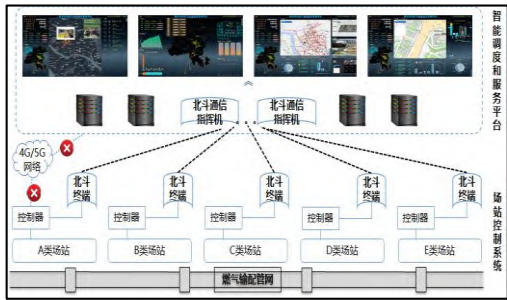 智能调度和服务平台
北斗通信
指挥机
北斗通信
指挥机
4G/5G
网络
北斗
终端
北斗
终端
北斗
终端
北斗
终端
北斗
终端
控制器
控制器
控制器
控制器
控制器
场站控制系统
A类场站
B类场站
C类场站
D类场站
E类场站
燃气输配管网